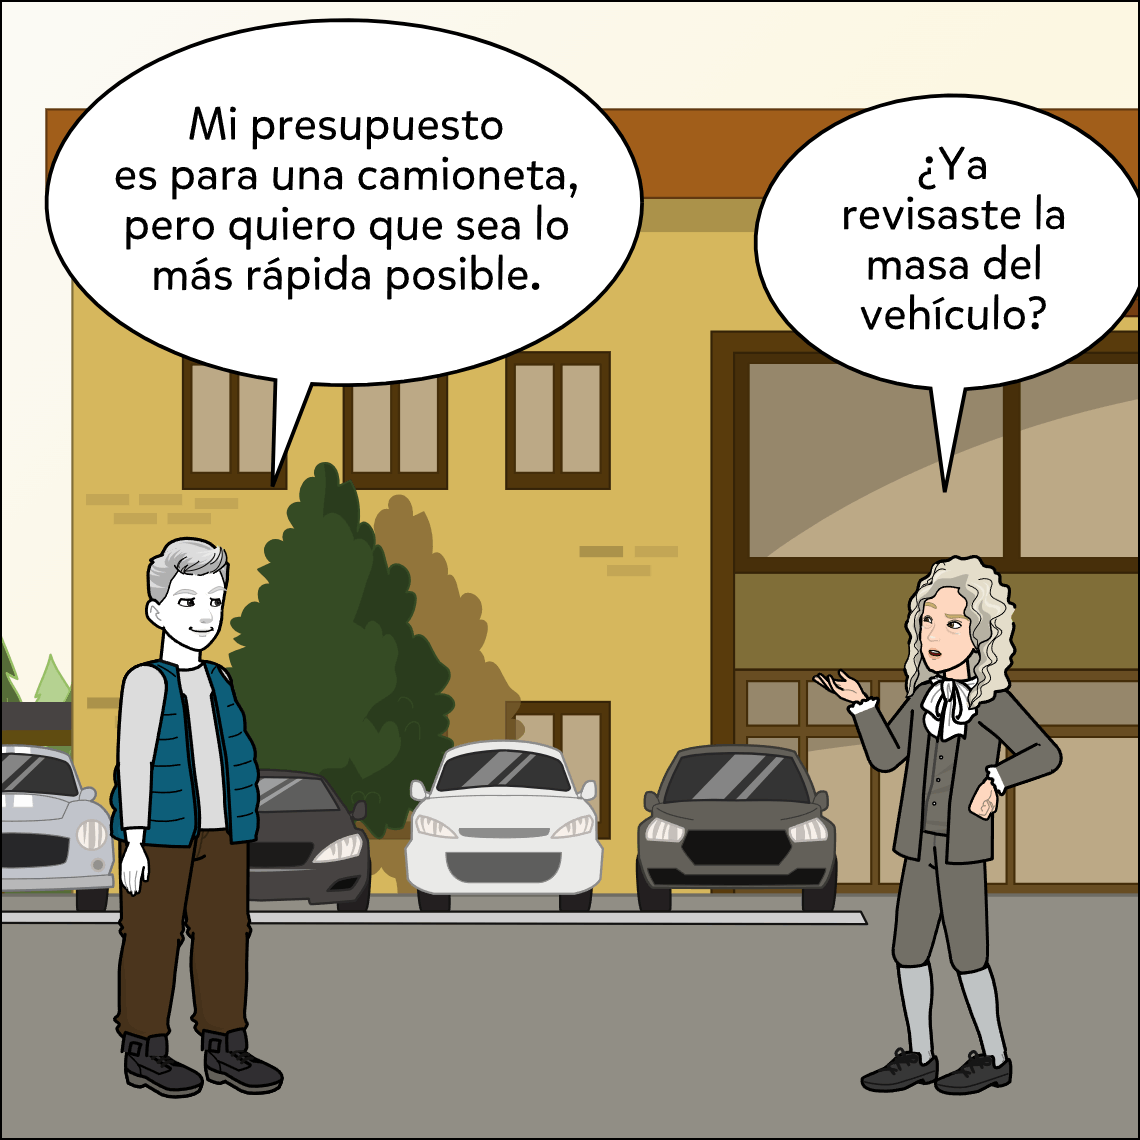 Mi presupuesto
es para una camioneta,
pero quiero que sea lo
más rápida posible.
¿Ya
revisaste la
masa del
vehículo?